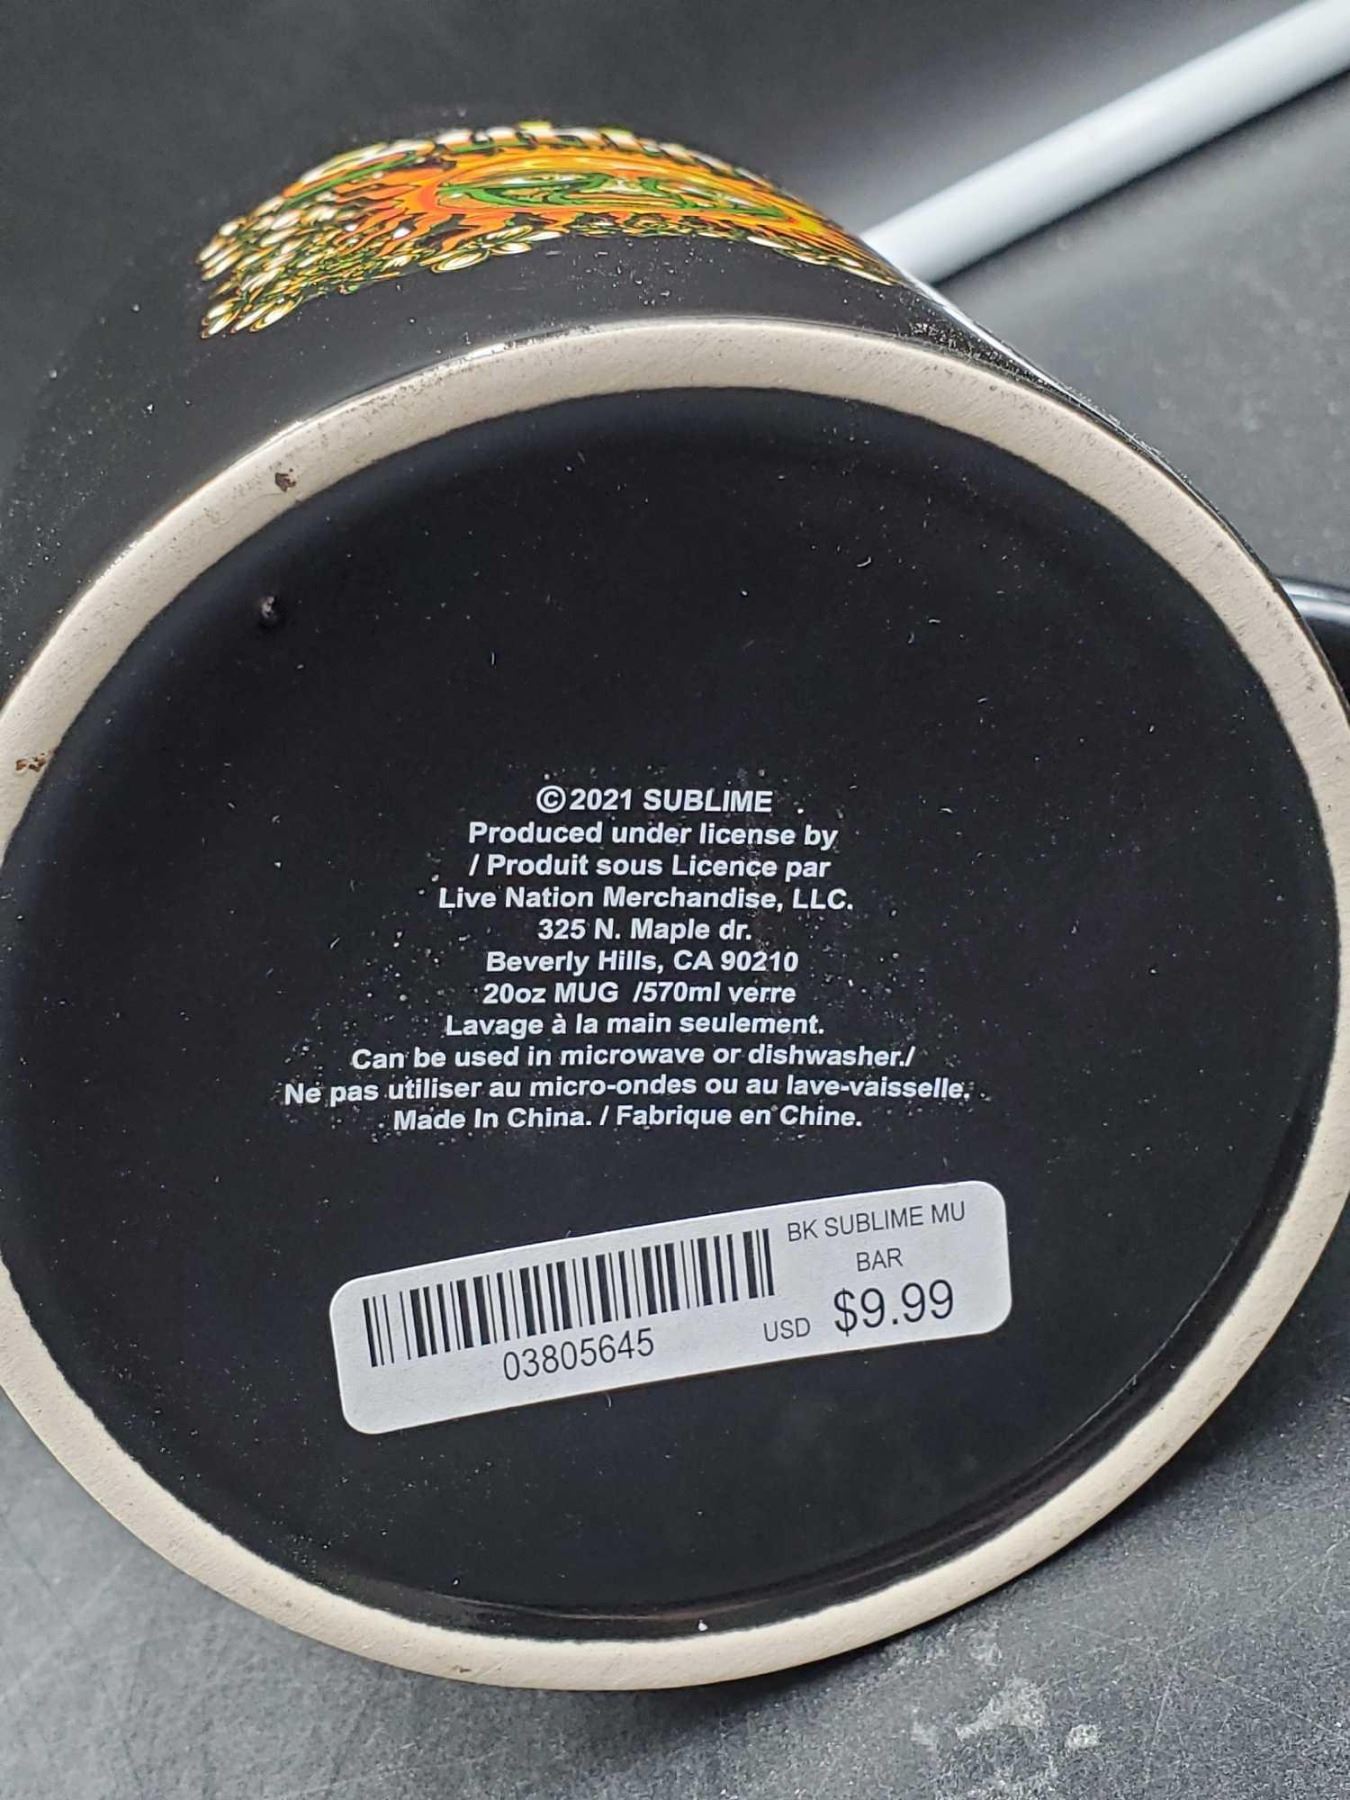 ©2021 SUBLIME
Produced under license by
/ Produit sous Licence par
Live Nation Merchandise, LLC.
325 N. Maple dr.
Beverly Hills, CA 90210
20oz MUG /570ml verre
Lavage à la main seulement.
Can be used in microwave or dishwasher./
Ne pas utiliser au micro-ondes ou au lave-vaisselle.
Made In China. / Fabrique en Chine.
BK SUBLIME MU
BAR
03805645
USD $9.99